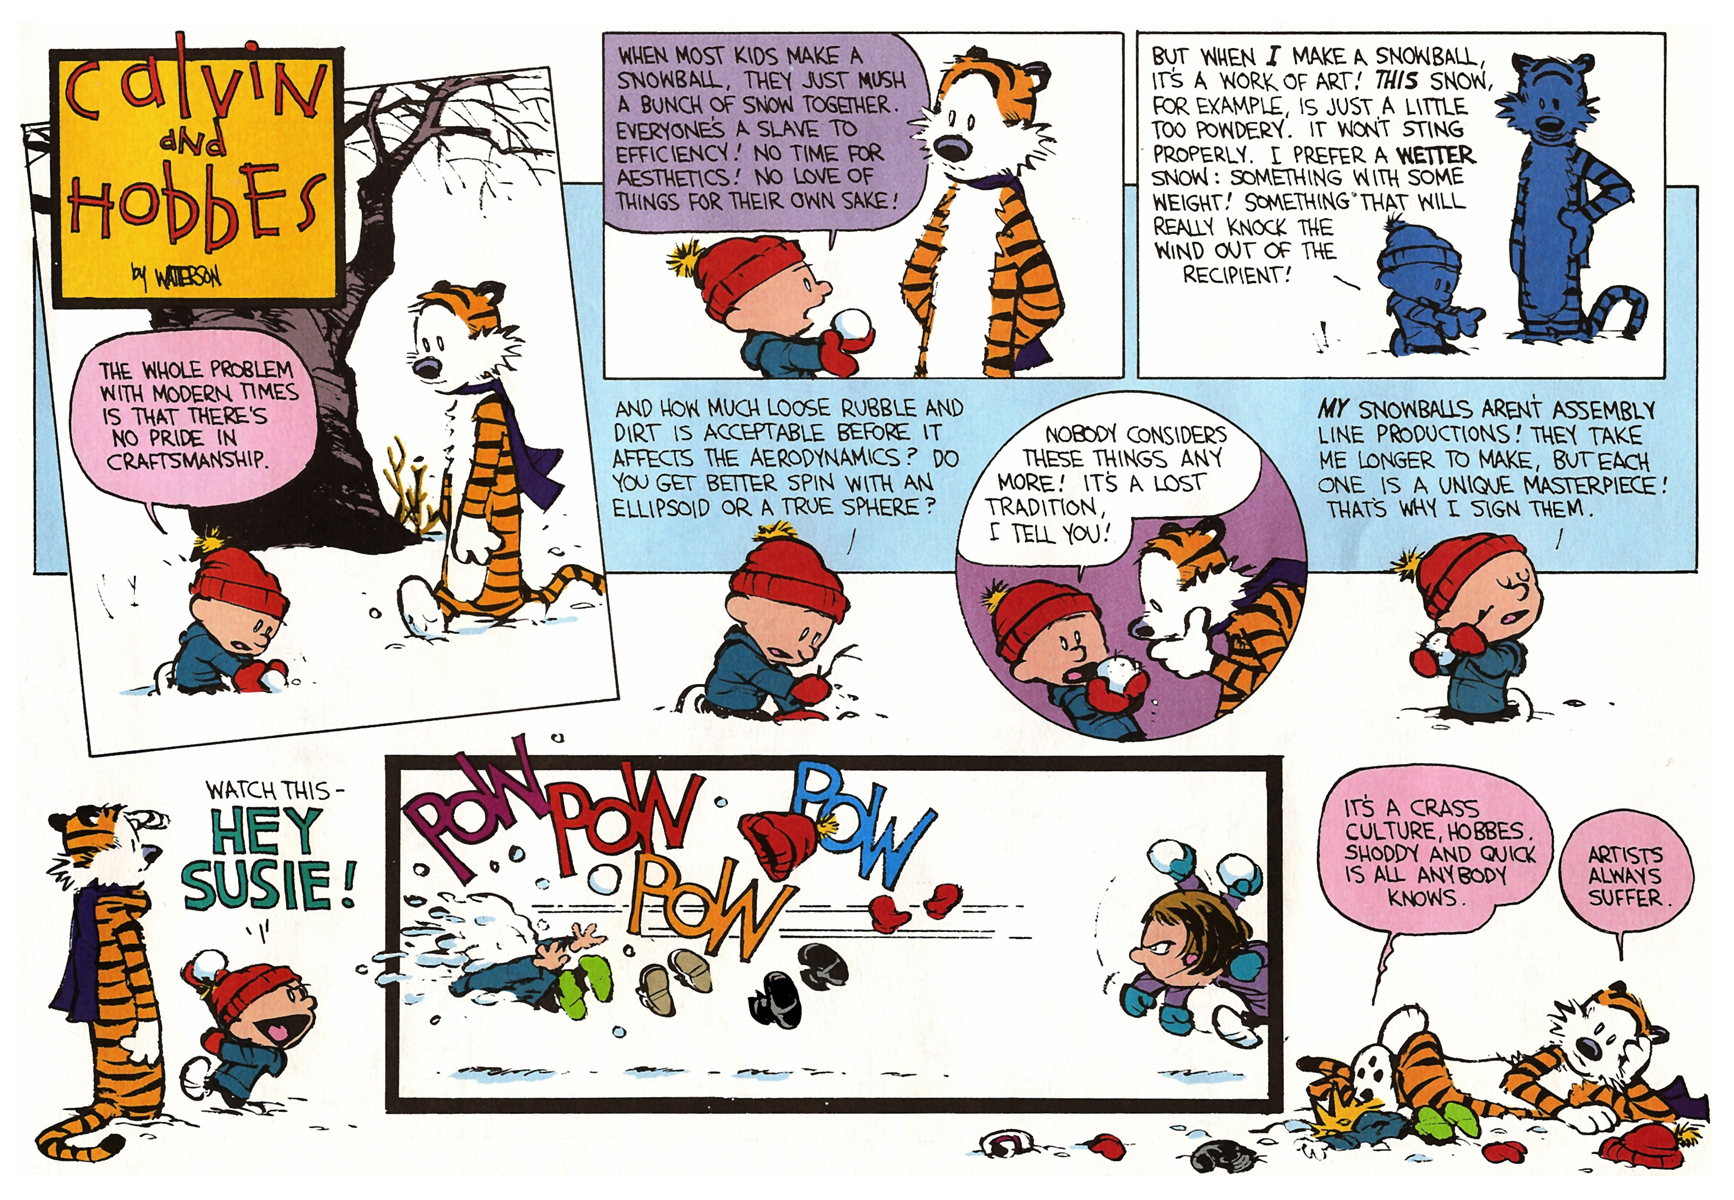 Calvin
and
HOBBES
by WATTERSON
THE WHOLE PROBLEM
WITH MODERN TIMES
IS THAT THERE'S
NO PRIDE IN
CRAFTSMANSHIP.
WHEN MOST KIDS MAKE A
SNOWBALL, THEY JUST MUSH
A BUNCH OF SNOW TOGETHER.
EVERYONE'S A SLAVE TO
EFFICIENCY! NO TIME FOR
AESTHETICS! NO LOVE OF
THINGS FOR THEIR OWN SAKE!
BUT WHEN I MAKE A SNOWBALL,
IT'S A WORK OF ART! THIS SNOW,
FOR EXAMPLE, IS JUST A LITTLE
TOO POWDERY. IT WON'T STING
PROPERLY. I PREFER A WETTER
SNOW: SOMETHING WITH SOME
WEIGHT! SOMETHING THAT WILL
REALLY KNOCK THE
WIND OUT OF THE
RECIPIENT!
AND HOW MUCH LOOSE RUBBLE AND
DIRT IS ACCEPTABLE BEFORE IT
AFFECTS THE AERODYNAMICS? DO
YOU GET BETTER SPIN WITH AN
ELLIPSOID OR A TRUE SPHERE?
NOBODY CONSIDERS
THESE THINGS ANY
MORE! IT'S A LOST
TRADITION,
I TELL YOU!
MY SNOWBALLS AREN'T ASSEMBLY
LINE PRODUCTIONS! THEY TAKE
ME LONGER TO MAKE, BUT EACH
ONE IS A UNIQUE MASTERPIECE!
THAT'S WHY I SIGN THEM.
WATCH THIS-
HEY
SUSIE!
POW
POW
POW
POW
IT'S A CRASS
CULTURE, HOBBES.
SHODDY AND QUICK
IS ALL ANYBODY
KNOWS.
ARTISTS
ALWAYS
SUFFER.